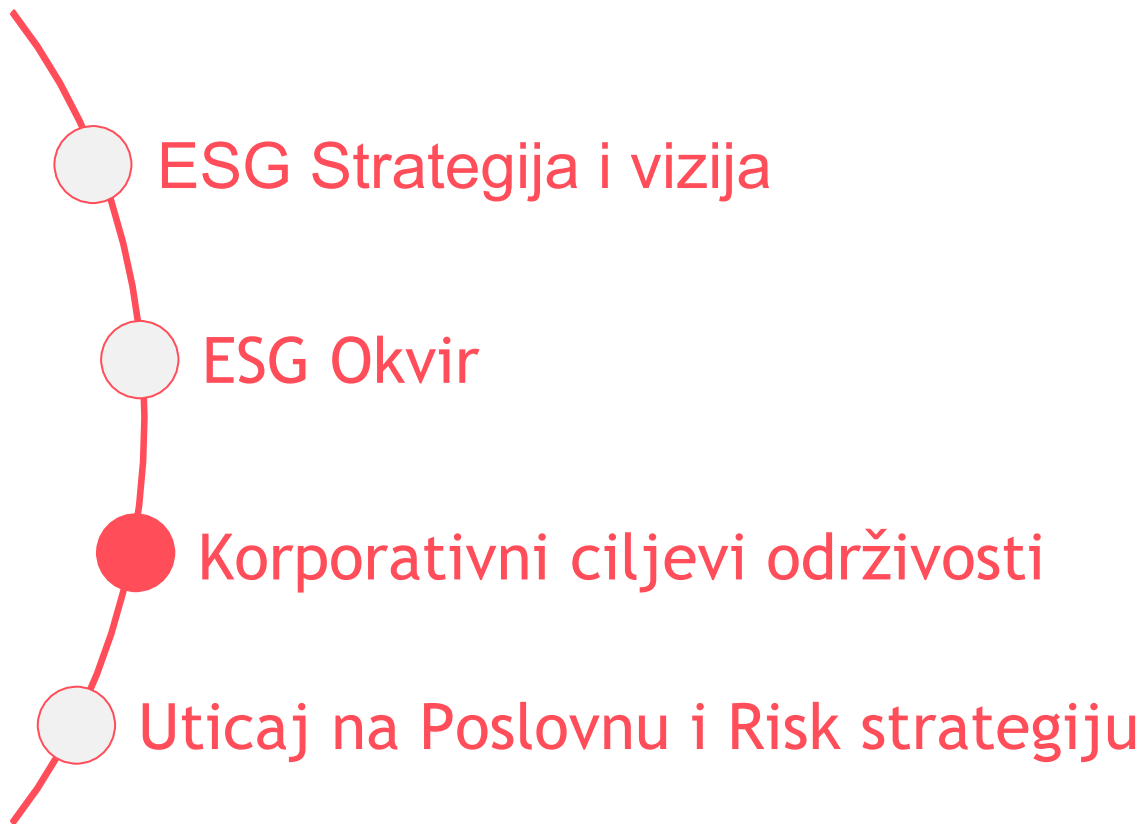 ESG Strategija i vizija
ESG Okvir
Korporativni ciljevi održivosti
Uticaj na Poslovnu i Risk strategiju